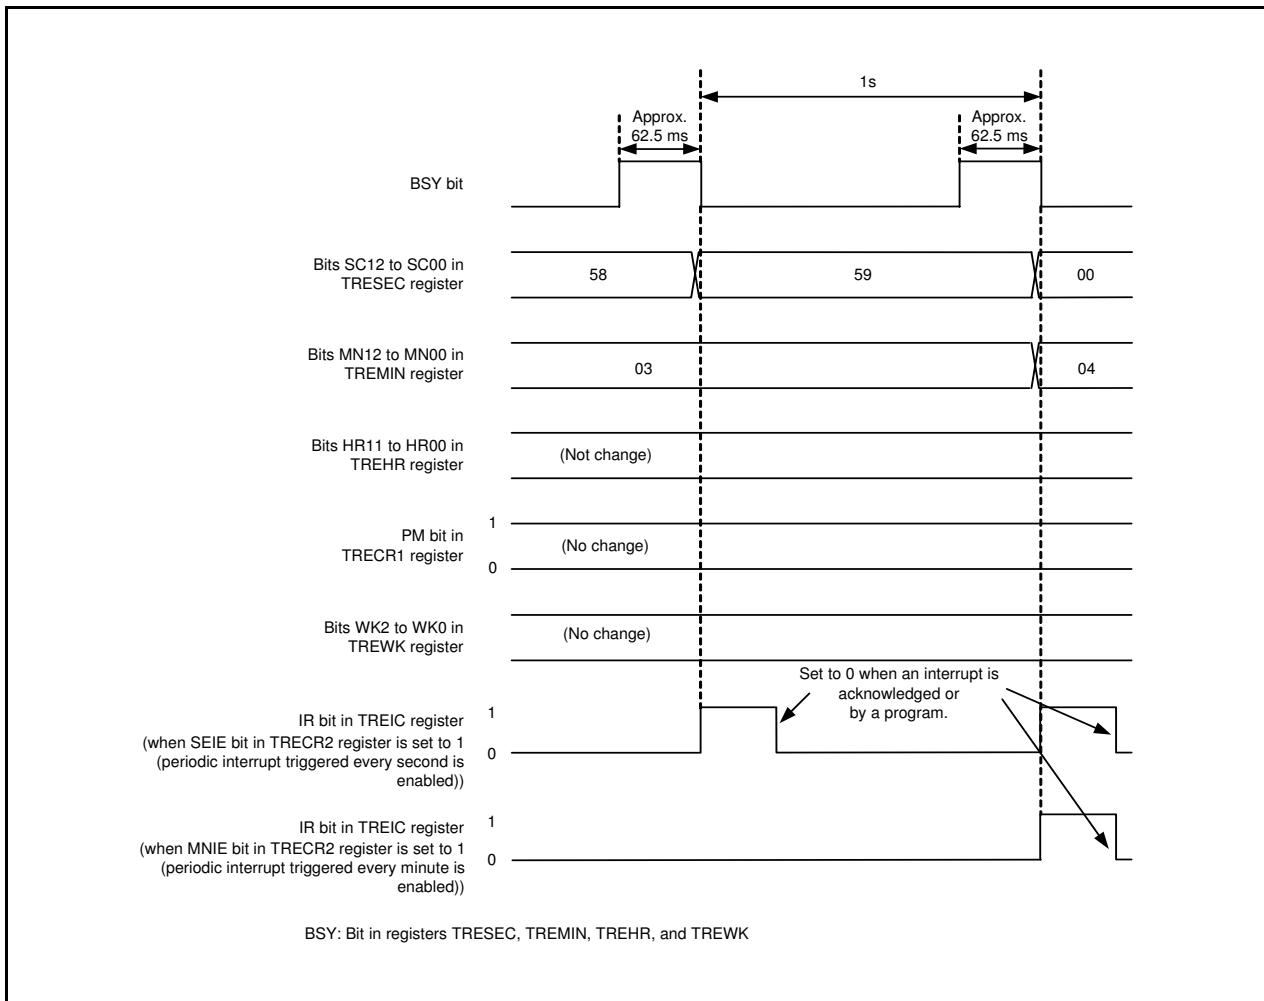 1s
Approx.
62.5 ms
Approx.
62.5 ms
BSY bit
Bits SC12 to SC00 in
TRESEC register
58
59
00
Bits MN12 to MN00 in
TREMIN register
03
04
Bits HR11 to HR00 in
TREHR register
(Not change)
PM bit in
TRECR1 register
1
0
(No change)
Bits WK2 to WK0 in
TREWK register
(No change)
Set to 0 when an interrupt is
acknowledged or
by a program.
IR bit in TREIC register
(when SEIE bit in TRECR2 register is set to 1
(periodic interrupt triggered every second is
enabled))
1
0
IR bit in TREIC register
(when MNIE bit in TRECR2 register is set to 1
(periodic interrupt triggered every minute is
enabled))
1
0
BSY: Bit in registers TRESEC, TREMIN, TREHR, and TREWK